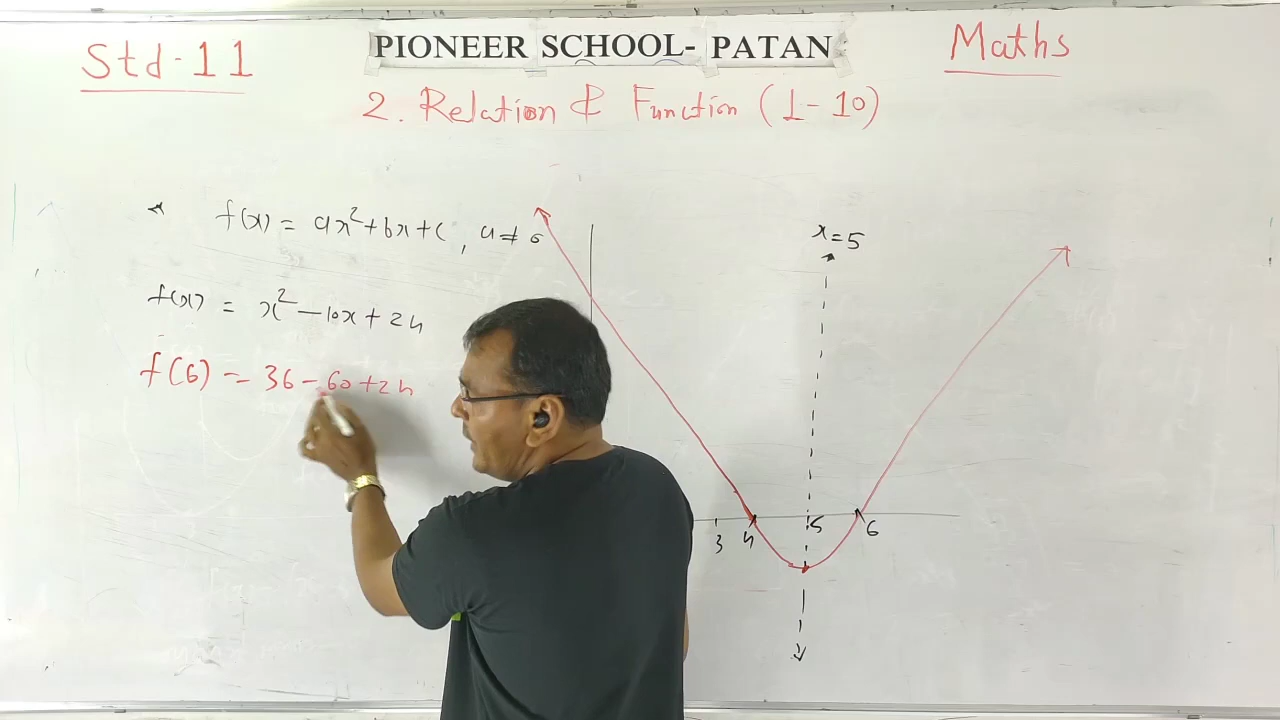 Std-11
PIONEER SCHOOL- PATAN
Maths
2. Relation & Function (1-10)
f(x) = ax²+bx+c, a≠0
f(x) = x²-10x+24
f(6) = 36-60+24
x=5
3 4 5 6